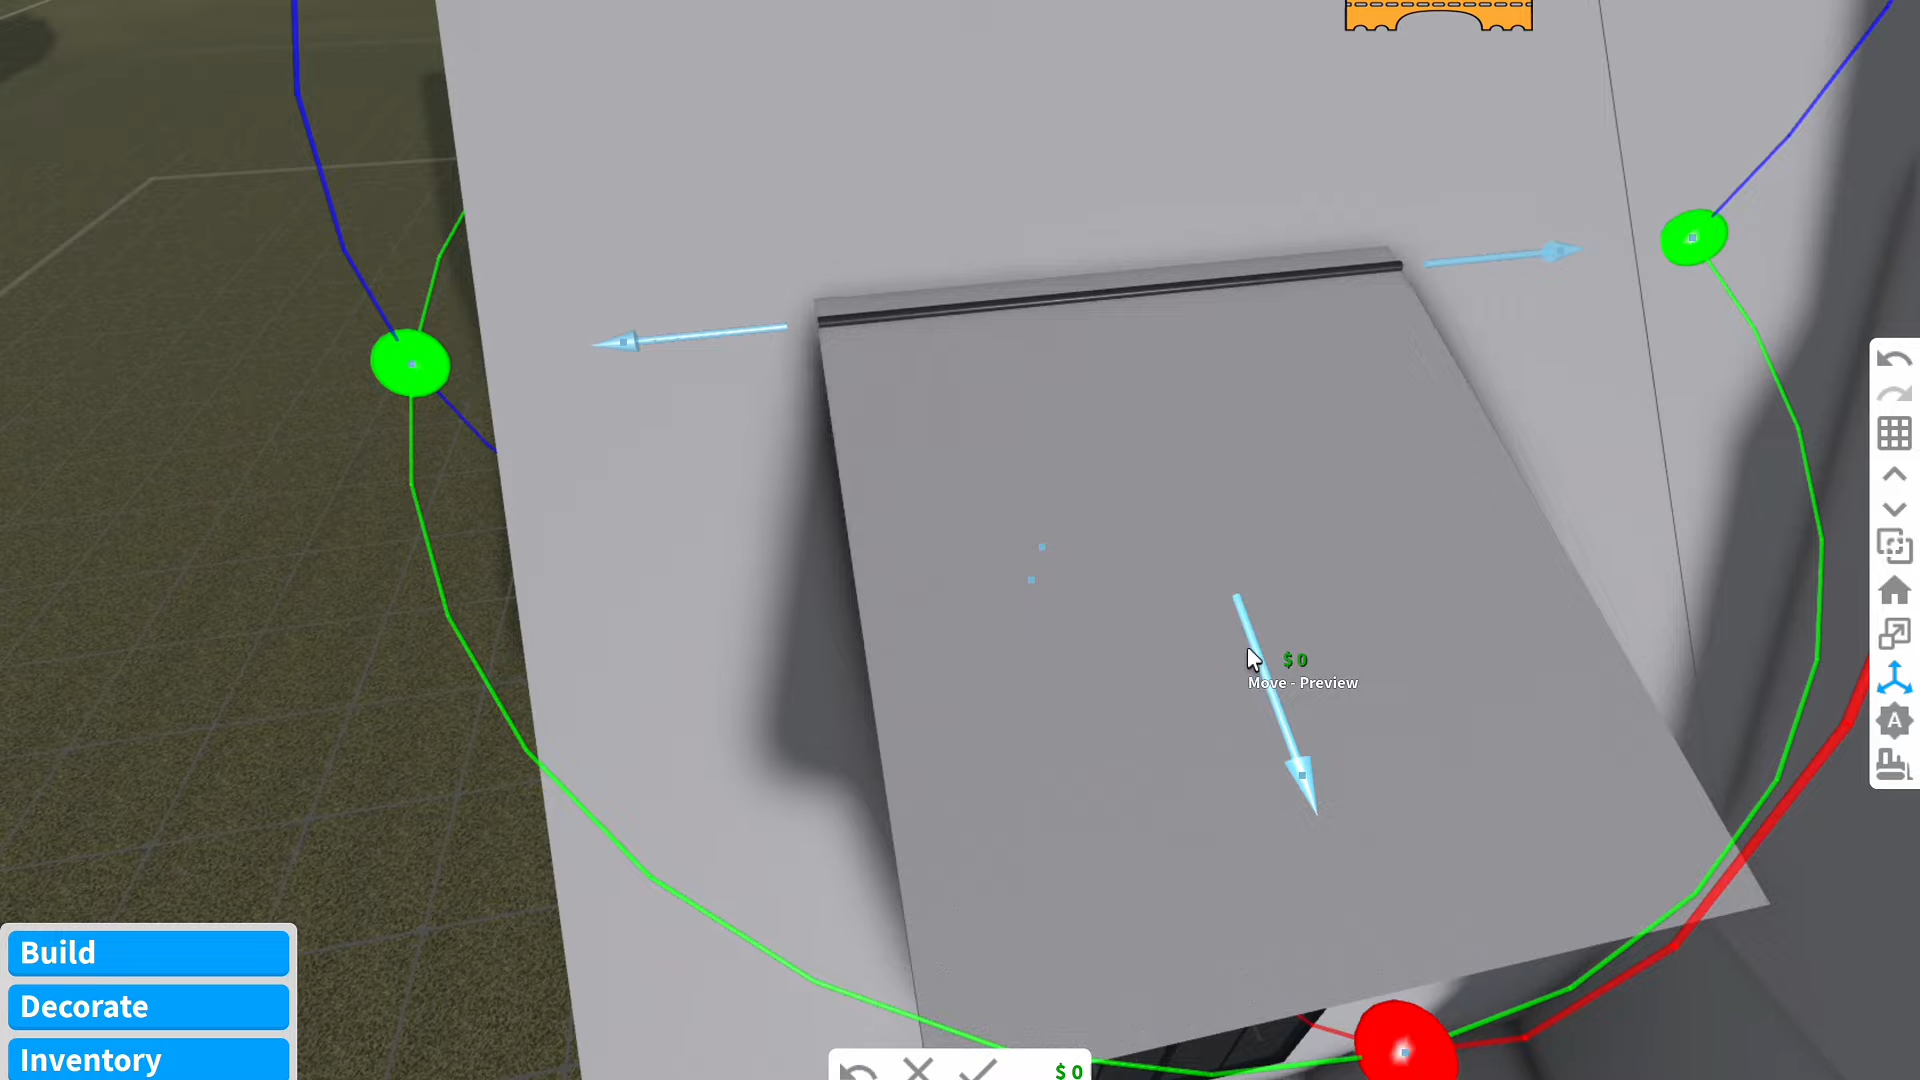 $ 0
Move - Preview
A
Build
Decorate
Inventory
$ 0